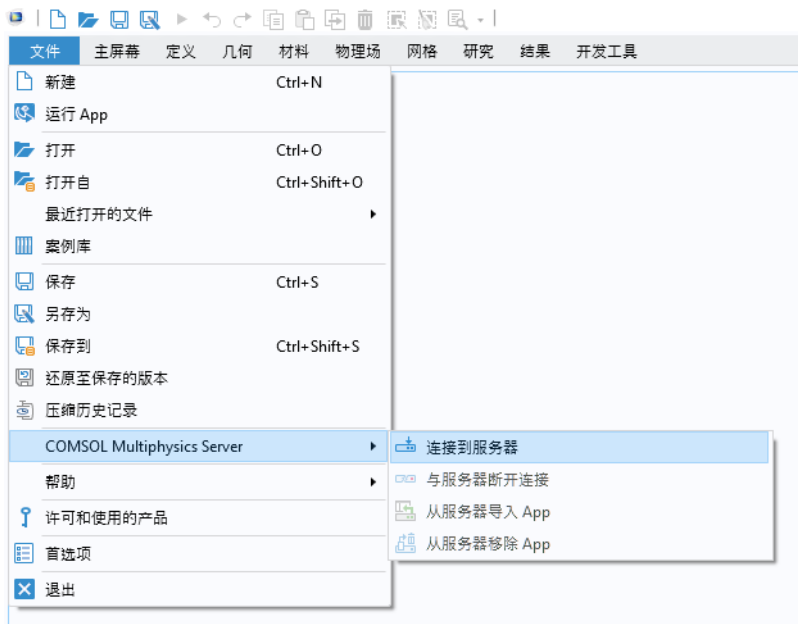 文件 主屏幕 定义 几何 材料 物理场 网格 研究 结果 开发工具
新建 Ctrl+N
运行 App
打开 Ctrl+O
打开自 Ctrl+Shift+O
最近打开的文件
案例库
保存 Ctrl+S
另存为
保存到 Ctrl+Shift+S
还原至保存的版本
压缩历史记录
COMSOL Multiphysics Server 连接到服务器
帮助 与服务器断开连接
从服务器导入 App
许可和使用的产品
从服务器移除 App
首选项
退出